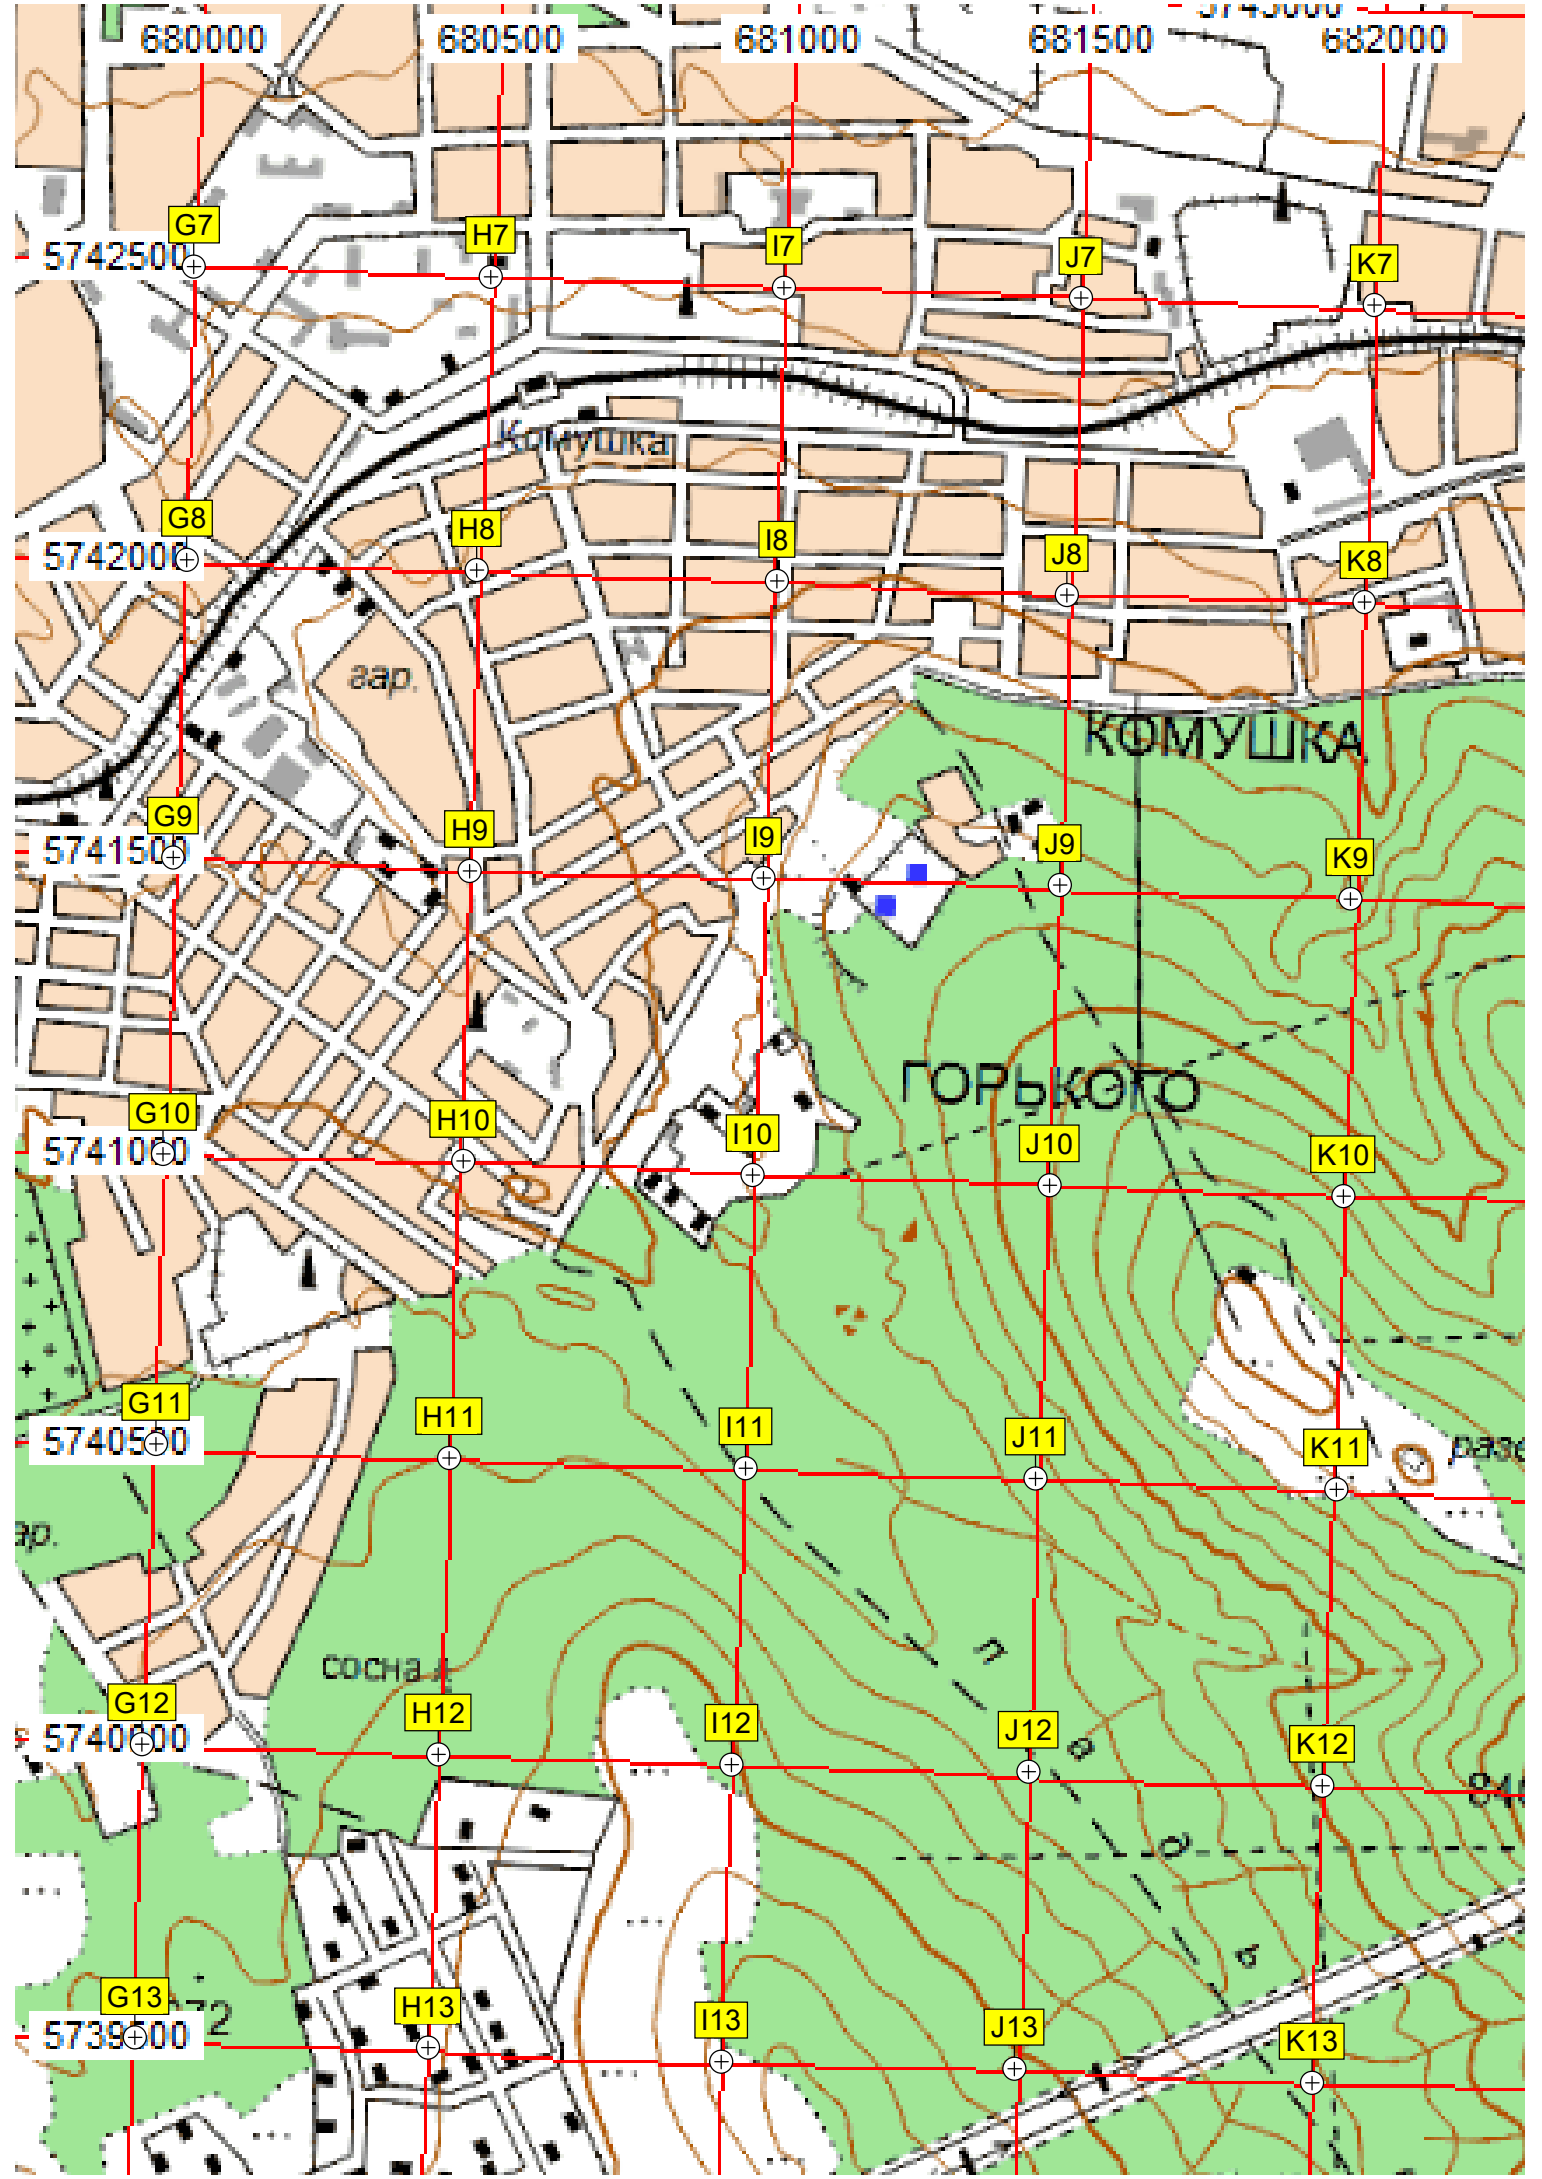 5743000
680000 680500 681000 681500 682000
G7 H7 I7 J7 K7
5742500
Комушка
G8 H8 I8 J8 K8
5742000
КОМУШКА
G9 H9 I9 J9 K9
5741500
ГОРЬКОГО
G10 H10 I10 J10 K10
5741000
G11 H11 I11 J11 K11
5740500
сосна
п
G12 H12 I12 J12 K12
5740000
а
р
G13 H13 I13 J13 K13
5739500